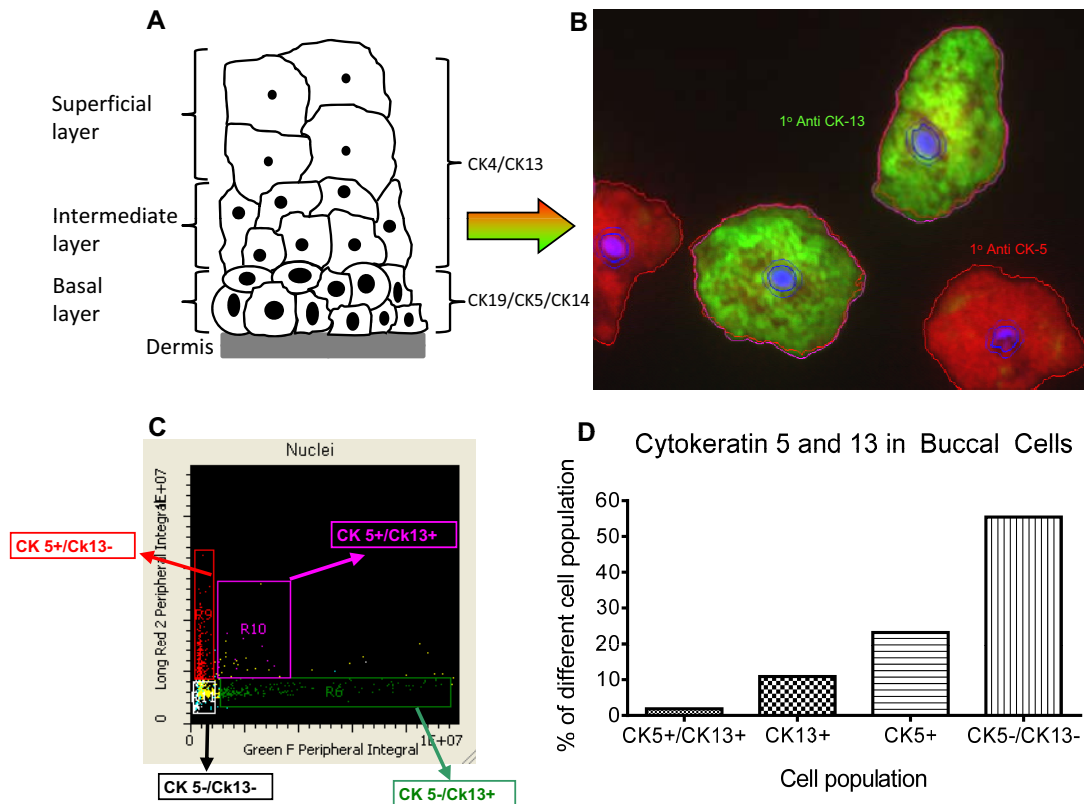 A
Superficial
layer
Intermediate
layer
Basal
layer
Dermis
CK4/CK13
CK19/CK5/CK14
B
1º Anti CK-13
1º Anti CK-5
C
Nuclei
Long Red 2 Peripheral Integral
1E+07
0
R9
R10
R6
0
Green F Peripheral Integral
1E+07
CK 5+/Ck13-
CK 5+/Ck13+
CK 5-/Ck13-
CK 5-/Ck13+
D
Cytokeratin 5 and 13 in Buccal Cells
% of different cell population
60
50
40
30
20
10
0
CK5+/CK13+
CK13+
CK5+
CK5-/CK13-
Cell population